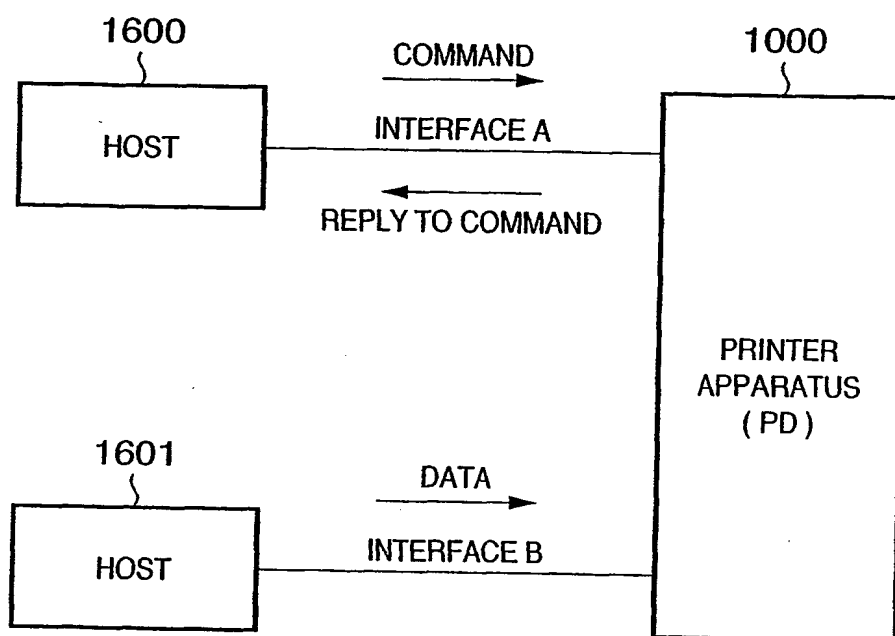 1600
COMMAND
1000
HOST
INTERFACE A
REPLY TO COMMAND
PRINTER
APPARATUS
( PD )
1601
DATA
HOST
INTERFACE B